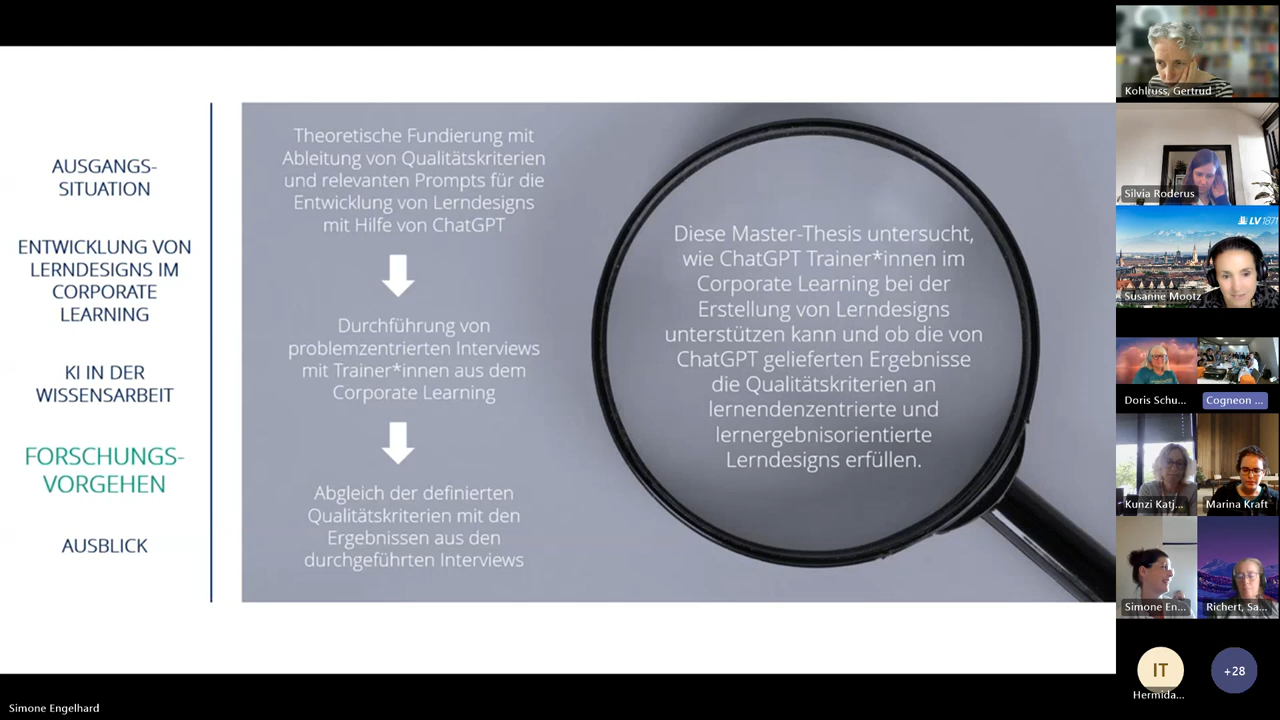 AUSGANGS-
SITUATION
ENTWICKLUNG VON
LERNDESIGNS IM
CORPORATE
LEARNING
KI IN DER
WISSENSARBEIT
FORSCHUNGS-
VORGEHEN
AUSBLICK
Theoretische Fundierung mit
Ableitung von Qualitätskriterien
und relevanten Prompts für die
Entwicklung von Lerndesigns
mit Hilfe von ChatGPT
Durchführung von
problemzentrierten Interviews
mit Trainer*innen aus dem
Corporate Learning
Abgleich der definierten
Qualitätskriterien mit den
Ergebnissen aus den
durchgeführten Interviews
Diese Master-Thesis untersucht,
wie ChatGPT Trainer*innen im
Corporate Learning bei der
Erstellung von Lerndesigns
unterstützen kann und ob die von
ChatGPT gelieferten Ergebnisse
die Qualitätskriterien an
lernendenzentrierte und
lernergebnisorientierte
Lerndesigns erfüllen.
Kohlruss, Gertrud
Silvia Roderus
LV 1871
Susanne Mootz
Doris Schu...
Cogneon ...
Kunzi Katj...
Marina Kraft
Simone En...
Richert, Sa...
IT
+28
Hermida...
Simone Engelhard